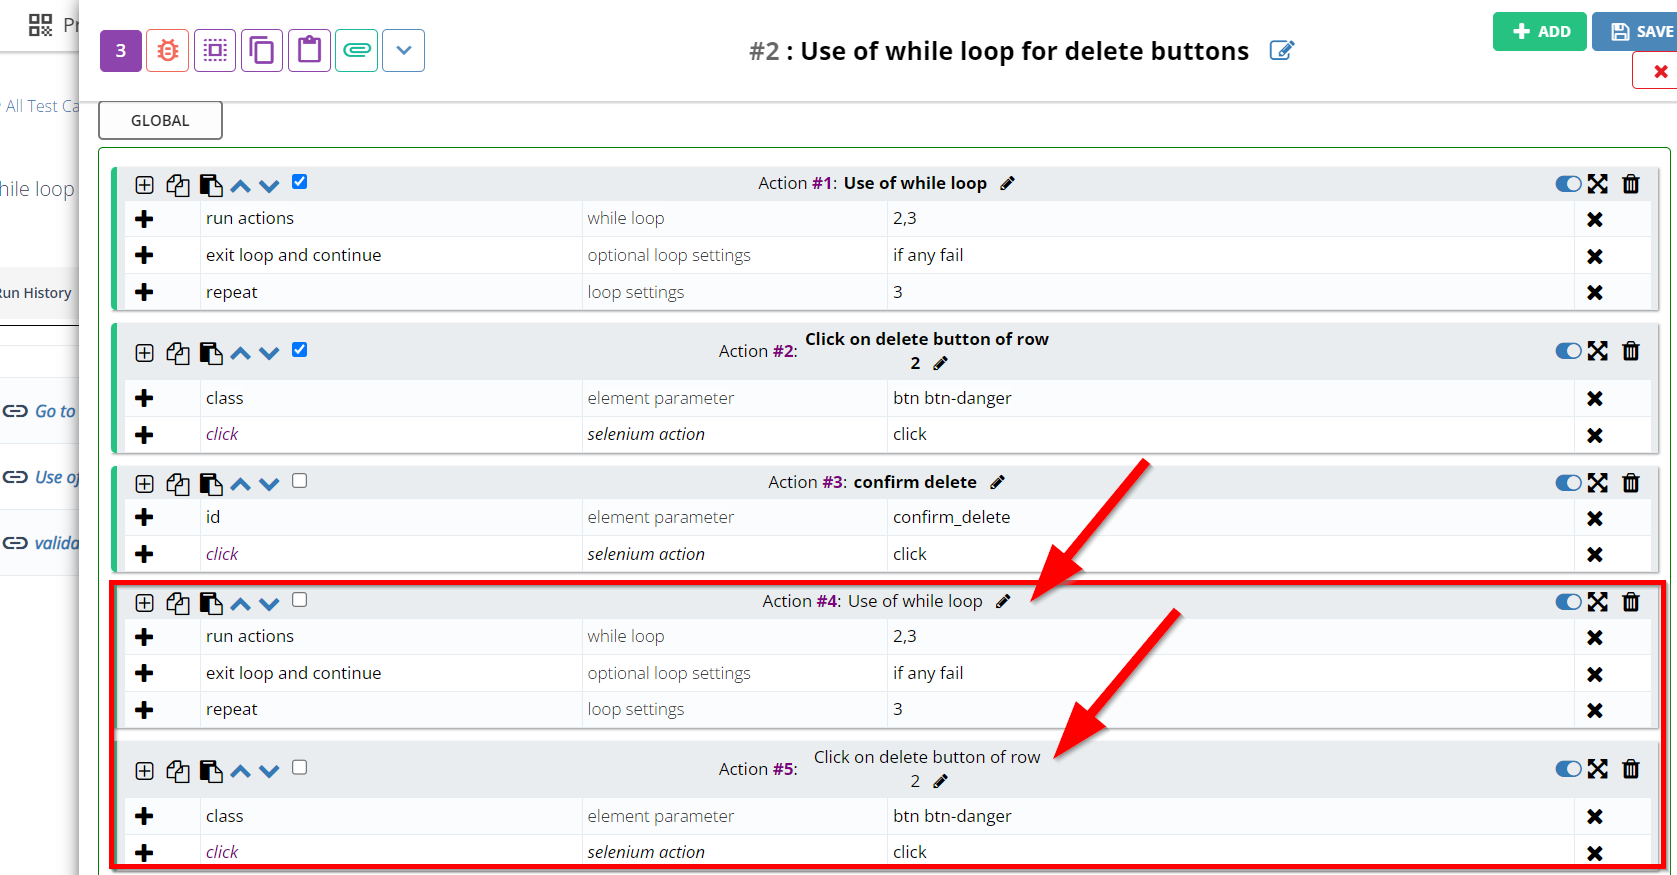 Pr
3
#2 : Use of while loop for delete buttons
ADD
SAVE
All Test Ca
GLOBAL
hile loop
Run History
Go to
Use of
valida
Action #1: Use of while loop
run actions while loop 2,3
exit loop and continue optional loop settings if any fail
repeat loop settings 3
Action #2: Click on delete button of row
2
class element parameter btn btn-danger
click selenium action click
Action #3: confirm delete
id element parameter confirm_delete
click selenium action click
Action #4: Use of while loop
run actions while loop 2,3
exit loop and continue optional loop settings if any fail
repeat loop settings 3
Action #5: Click on delete button of row
2
class element parameter btn btn-danger
click selenium action click